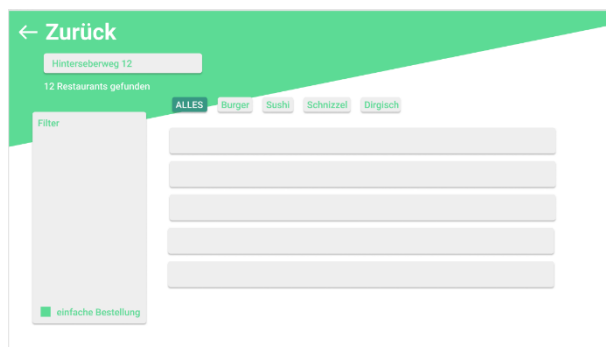 ← Zurück
Hinterseberweg 12
12 Restaurants gefunden
ALLES Burger Sushi Schnizzel Dirgisch
Filter
einfache Bestellung